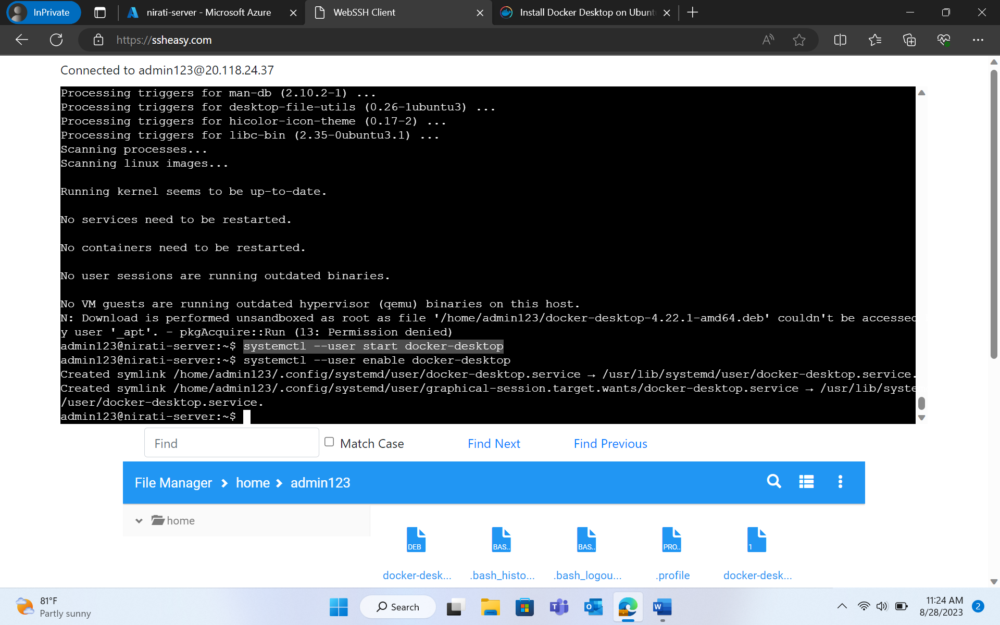 InPrivate
nirati-server - Microsoft Azure
WebSSH Client
Install Docker Desktop on Ubunt
https://ssheasy.com
Connected to admin123@20.118.24.37
Processing triggers for man-db (2.10.2-1) ...
Processing triggers for desktop-file-utils (0.26-1ubuntu3) ...
Processing triggers for hicolor-icon-theme (0.17-2) ...
Processing triggers for libc-bin (2.35-0ubuntu3.1) ...
Scanning processes...
Scanning linux images...
Running kernel seems to be up-to-date.
No services need to be restarted.
No containers need to be restarted.
No user sessions are running outdated binaries.
No VM guests are running outdated hypervisor (qemu) binaries on this host.
N: Download is performed unsandboxed as root as file '/home/admin123/docker-desktop-4.22.1-amd64.deb' couldn't be accessed
y user '_apt'. - pkgAcquire::Run (13: Permission denied)
admin123@nirati-server:~$ systemctl --user start docker-desktop
admin123@nirati-server:~$ systemctl --user enable docker-desktop
Created symlink /home/admin123/.config/systemd/user/docker-desktop.service → /usr/lib/systemd/user/docker-desktop.service.
Created symlink /home/admin123/.config/systemd/user/graphical-session.target.wants/docker-desktop.service → /usr/lib/system
/user/docker-desktop.service.
admin123@nirati-server:~$
Find
Match Case
Find Next
Find Previous
File Manager > home > admin123
home
DEB
BAS..
BAS..
PRO..
1
docker-desk...
.bash_histo...
.bash_logou...
.profile
docker-desk...
81°F
Partly sunny
Search
11:24 AM
8/28/2023
2